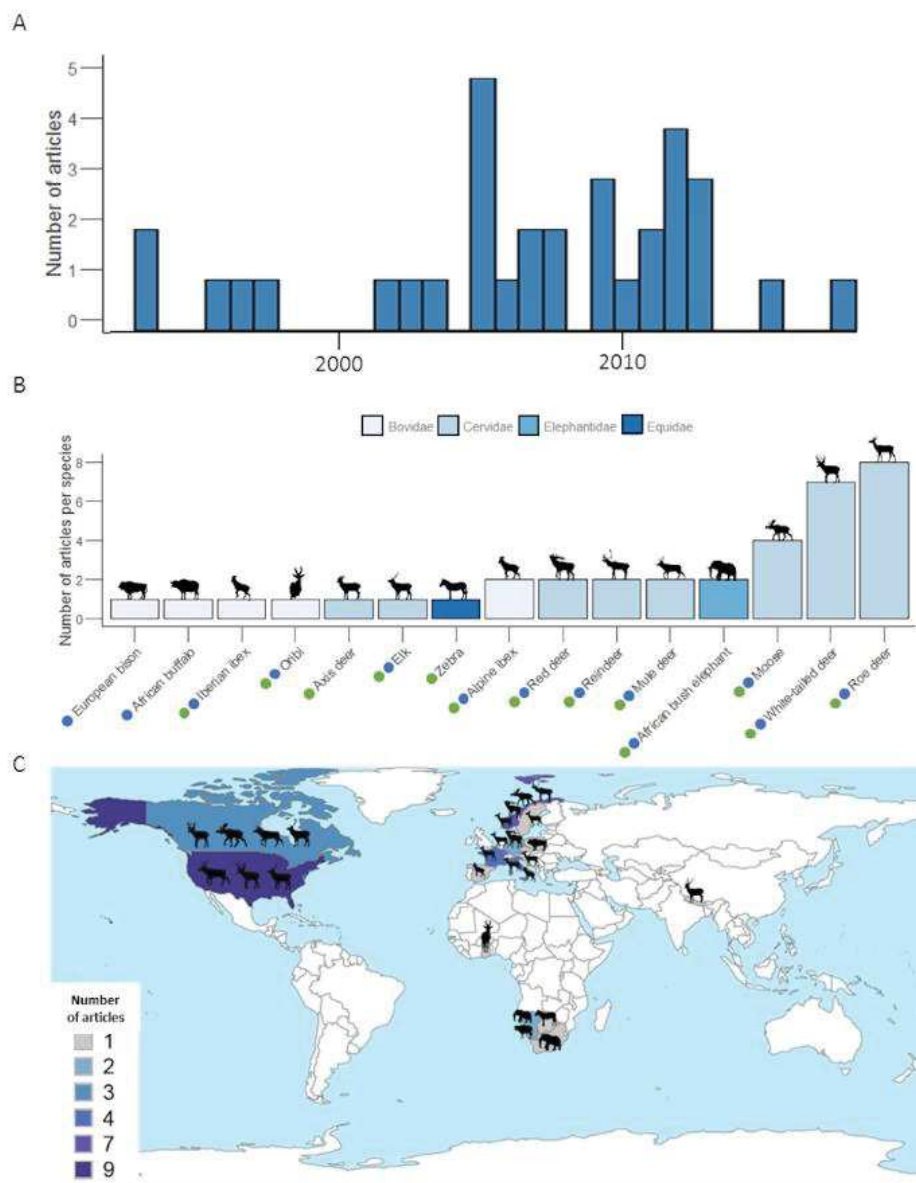 A
Number of articles
5
4
3
2
1
0
2000
2010
B
Bovidae Cervidae Elephantidae Equidae
Number of articles per species
8
6
4
2
0
European bison
African buffalo
Iberian ibex
Oribi
Axis deer
Elk
Zebra
Alpine ibex
Red deer
Reindeer
Mule deer
African bush elephant
Moose
White-tailed deer
Roe deer
C
Number
of articles
1
2
3
4
7
9